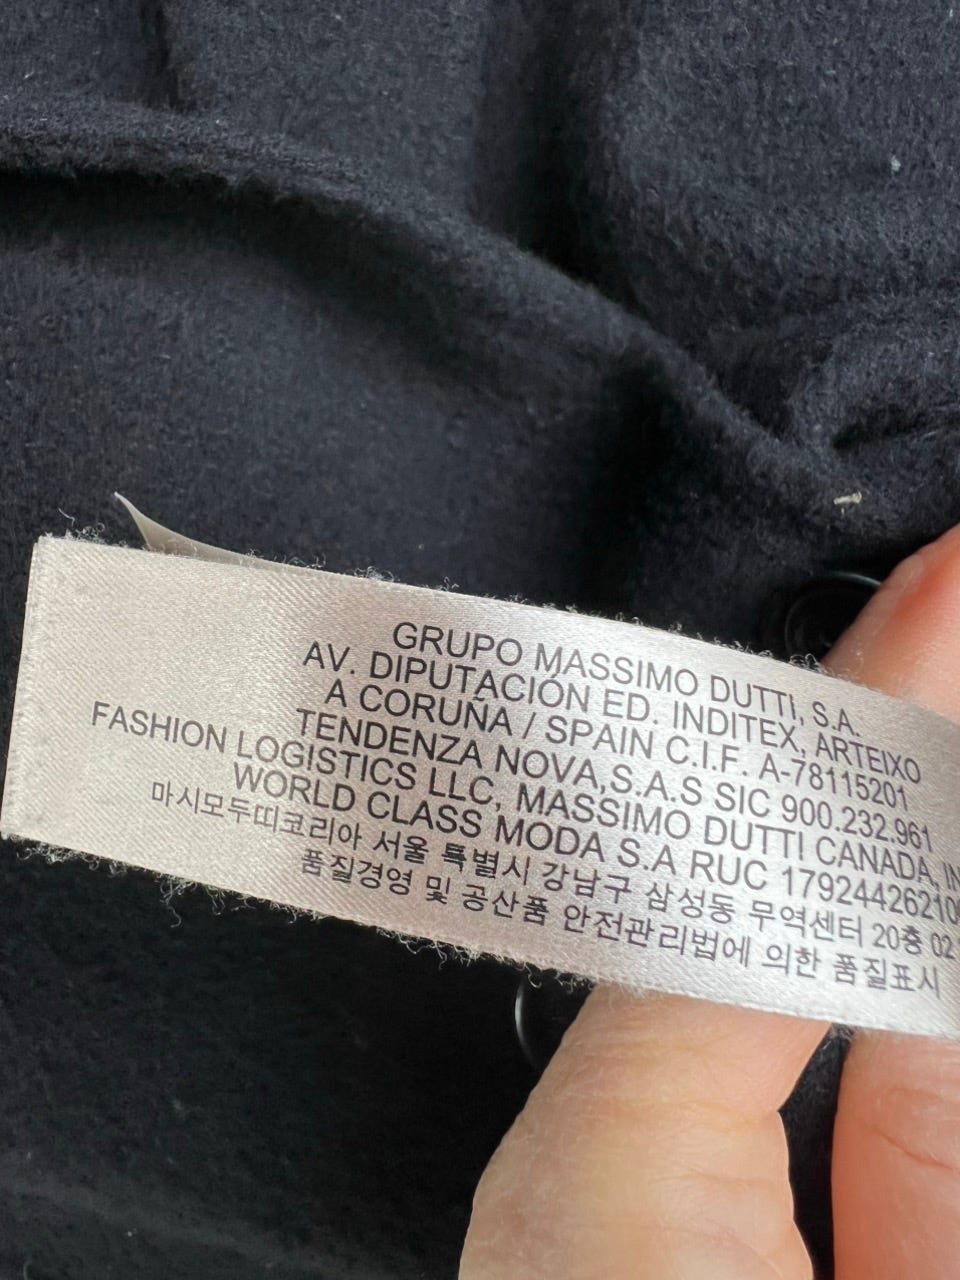 GRUPO MASSIMO DUTTI, S.A.
AV. DIPUTACIÓN ED. INDITEX, ARTEIXO
A CORUÑA / SPAIN C.I.F. A-78115201
TENDENZA NOVA,S.A.S SIC 900.232.961
FASHION LOGISTICS LLC, MASSIMO DUTTI CANADA,
WORLD CLASS MODA S.A RUC
마시모두띠코리아 서울 특별시 강남구 삼성동 무역센터 20층 02
품질경영 및 공산품 안전관리법에 의한 품질표시